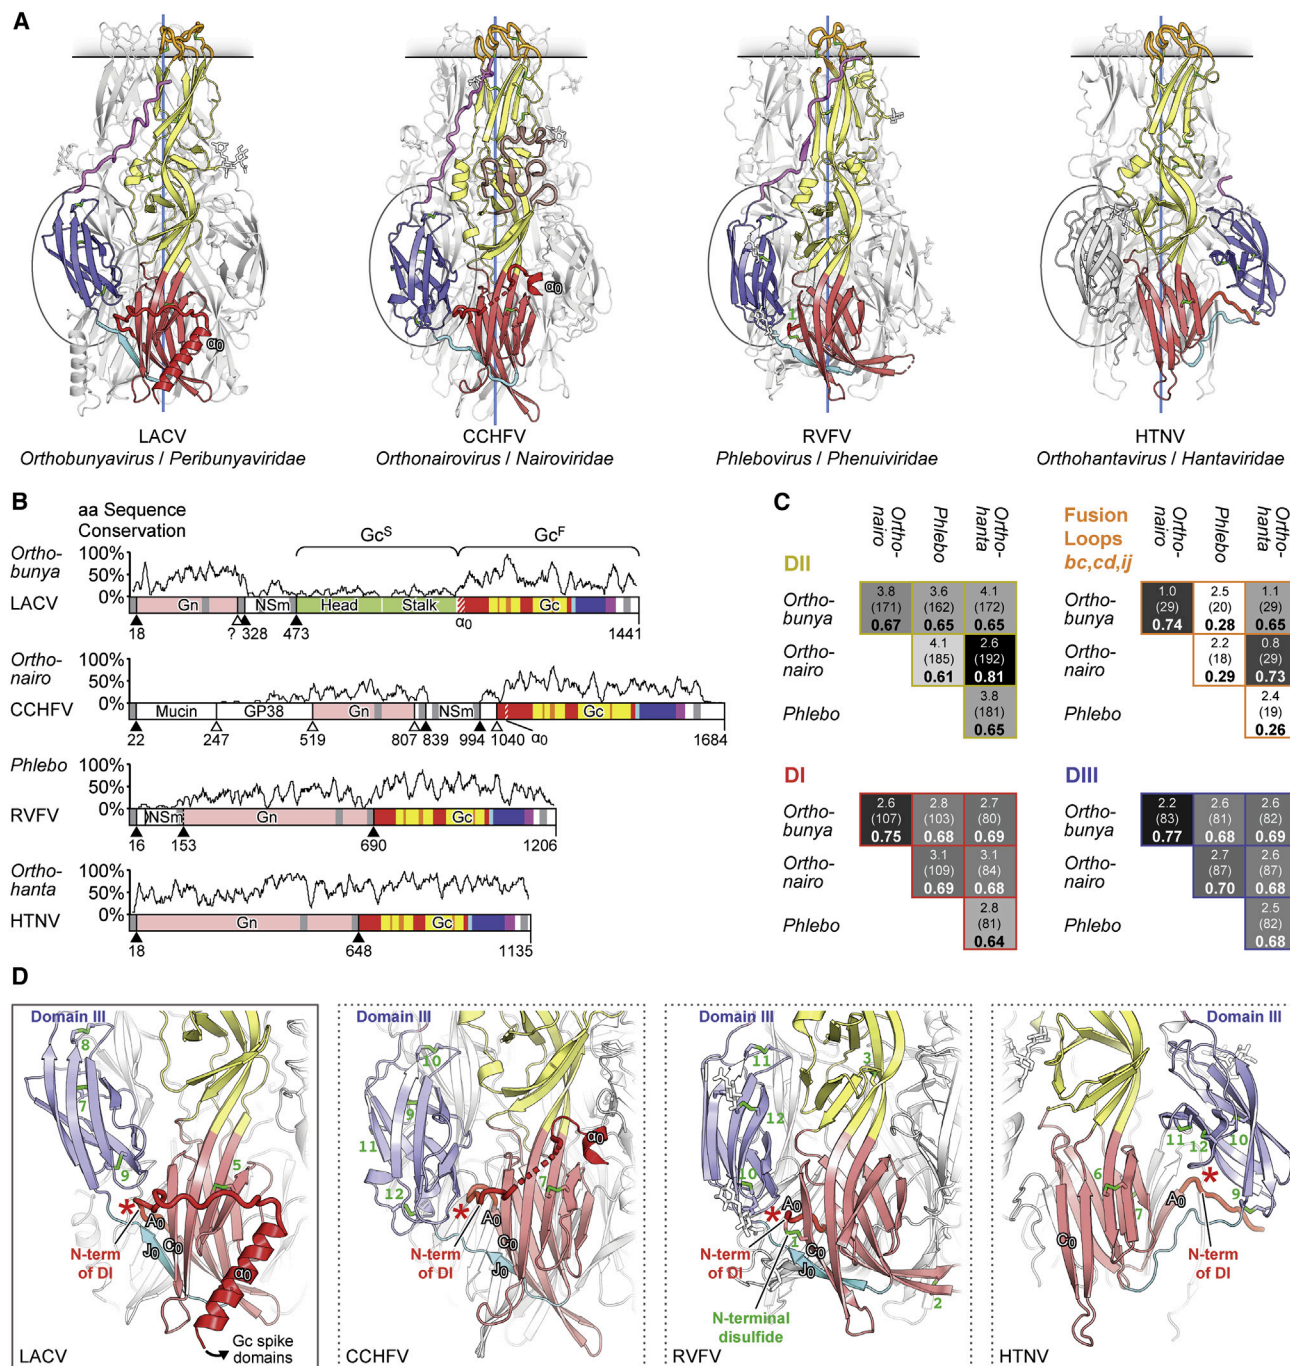 A
α0
α0
1
LACV
Orthobunyavirus / Peribunyaviridae
CCHFV
Orthonairovirus / Nairoviridae
RVFV
Phlebovirus / Phenuiviridae
HTNV
Orthohantavirus / Hantaviridae
B
aa Sequence
Conservation
GcS
GcF
Ortho-
bunya
100%
50%
0%
LACV
Gn
NSm
Head
Stalk
Gc
18
?
328
473
α0
1441
Ortho-
nairo
100%
50%
0%
CCHFV
Mucin
GP38
Gn
NSm
Gc
22
247
519
807
839
994
1040
α0
1684
Phlebo
100%
50%
0%
RVFV
NSm
Gn
Gc
16
153
690
1206
Ortho-
hanta
100%
50%
0%
HTNV
Gn
Gc
18
648
1135
C
DII
Ortho-
nairo
Phlebo
Ortho-
hanta
Ortho-
bunya
3.8
(171)
0.67
3.6
(162)
0.65
4.1
(172)
0.65
Ortho-
nairo
4.1
(185)
0.61
2.6
(192)
0.81
Phlebo
3.8
(181)
0.65
Fusion
Loops
bc,cd,ij
Ortho-
nairo
Phlebo
Ortho-
hanta
Ortho-
bunya
1.0
(29)
0.74
2.5
(20)
0.28
1.1
(29)
0.65
Ortho-
nairo
2.2
(18)
0.29
0.8
(29)
0.73
Phlebo
2.4
(19)
0.26
DI
Ortho-
bunya
2.6
(107)
0.75
2.8
(103)
0.68
2.7
(80)
0.69
Ortho-
nairo
3.1
(109)
0.69
3.1
(84)
0.68
Phlebo
2.8
(81)
0.64
DIII
Ortho-
bunya
2.2
(83)
0.77
2.6
(81)
0.68
2.6
(82)
0.69
Ortho-
nairo
2.7
(87)
0.70
2.6
(87)
0.68
Phlebo
2.5
(82)
0.68
D
Domain III
8
7
9
5
*
A0
C0
J0
α0
N-term
of DI
Gc spike
domains
LACV
Domain III
10
9
11
12
7
α0
*
A0
C0
J0
N-term
of DI
CCHFV
Domain III
11
3
12
10
*
A0
C0
1
J0
2
N-term
of DI
N-terminal
disulfide
RVFV
Domain III
11
12
10
6
*
7
A0
9
C0
N-term
of DI
HTNV